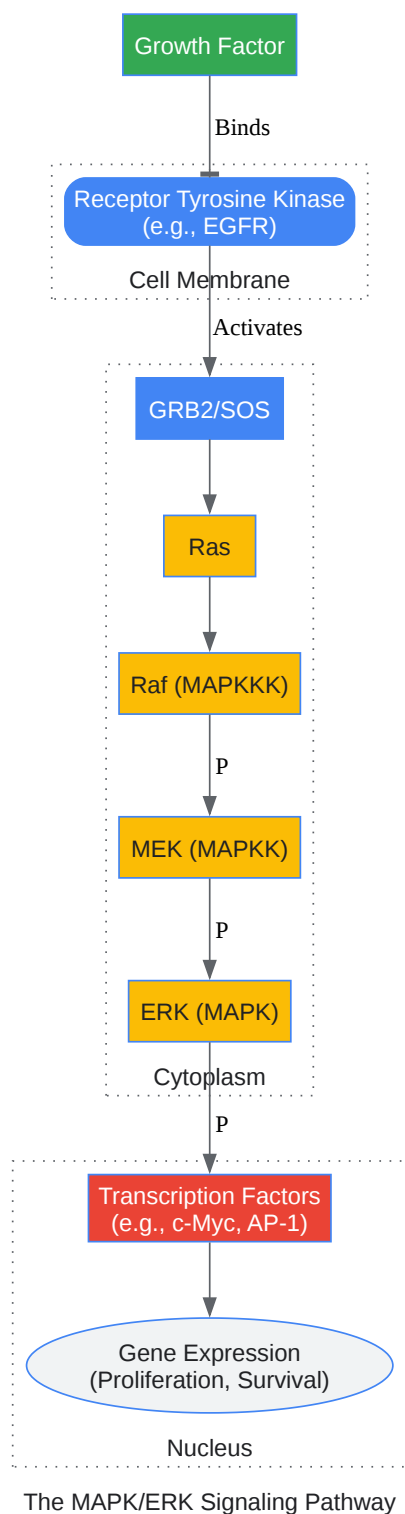 Growth Factor
Binds
Receptor Tyrosine Kinase
(e.g., EGFR)
Cell Membrane
Activates
GRB2/SOS
Ras
Raf (MAPKKK)
P
MEK (MAPKK)
P
ERK (MAPK)
Cytoplasm
P
Transcription Factors
(e.g., c-Myc, AP-1)
Gene Expression
(Proliferation, Survival)
Nucleus
The MAPK/ERK Signaling Pathway